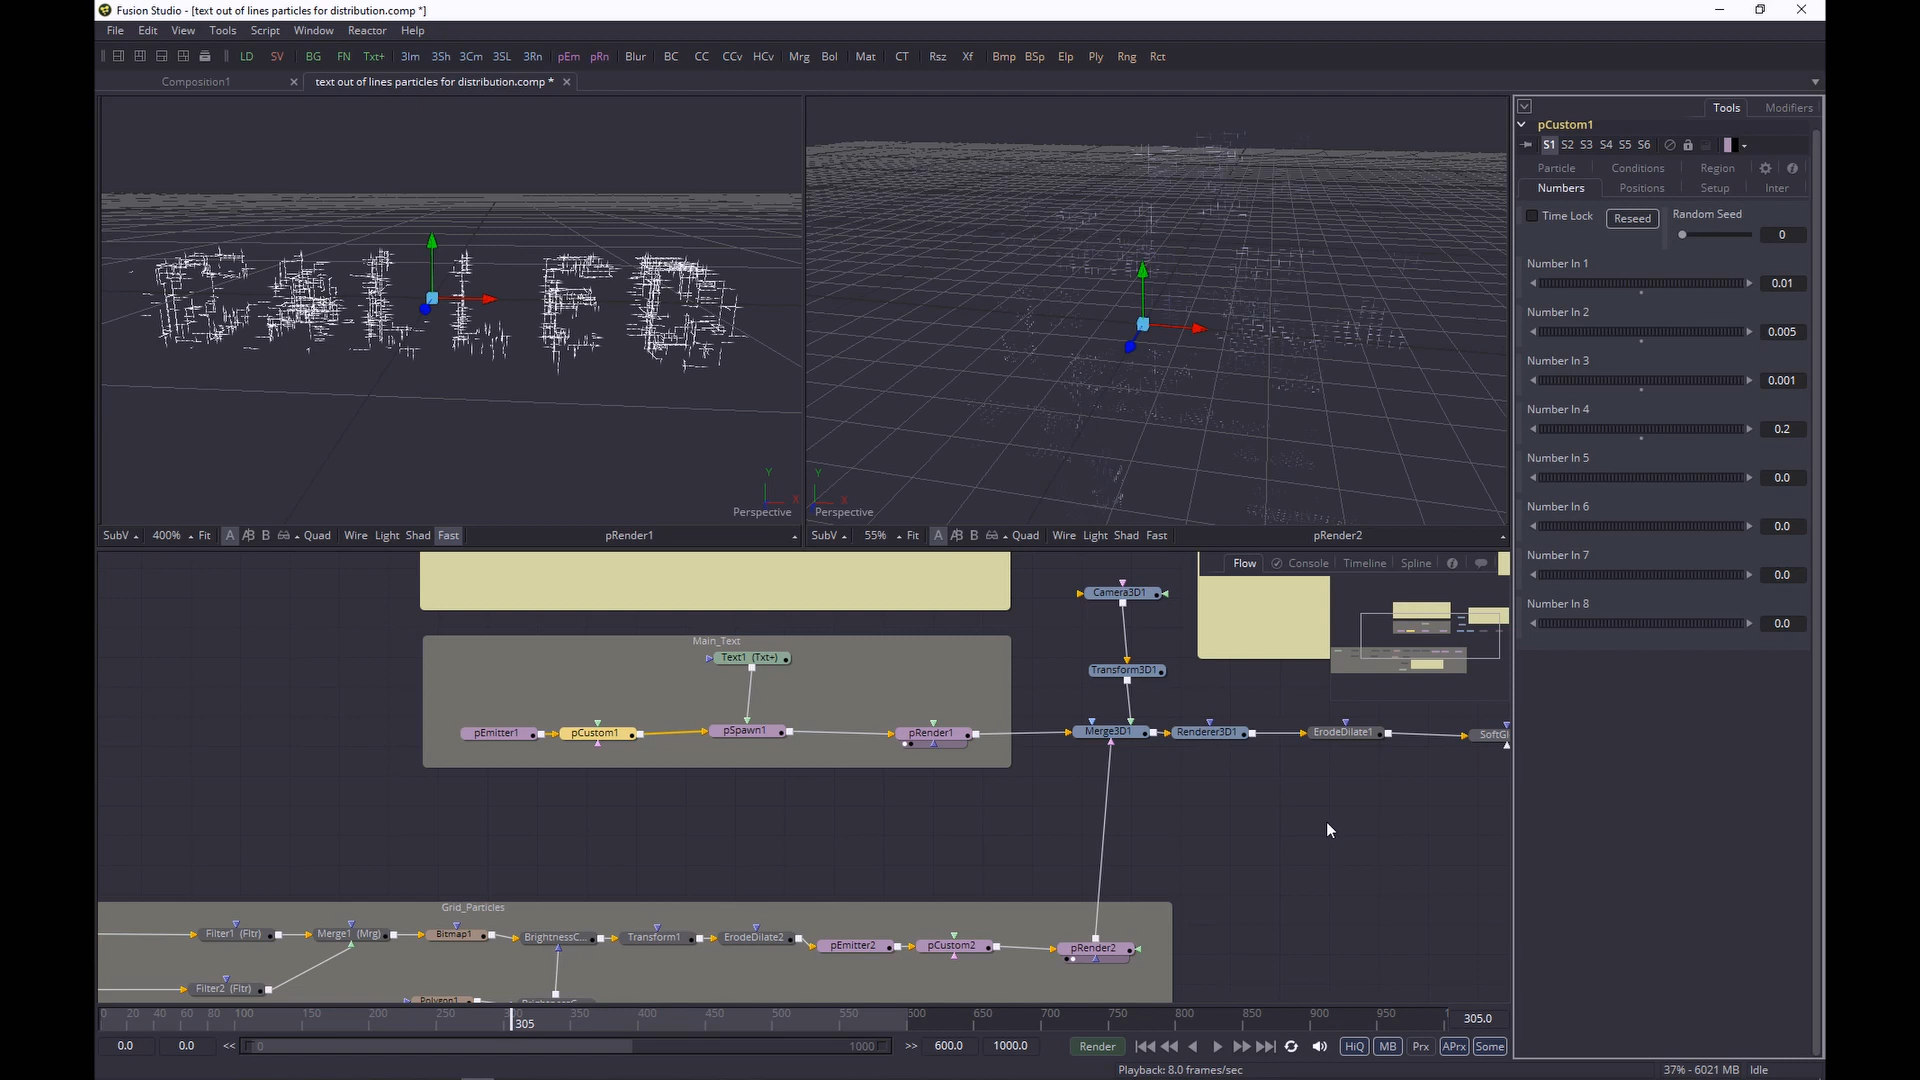 Fusion Studio - [text out of lines particles for distribution.comp *]
File Edit View Tools Script Window Reactor Help
LD SV BG FN Txt+ 3Im 3Sh 3Cm 3SL 3Rn pEm pRn Blur BC CC CCv HCv Mrg Bol Mat CT Rsz Xf Bmp BSp Elp Ply Rng Rct
Composition1
text out of lines particles for distribution.comp *
Tools Modifiers
pCustom1
S1 S2 S3 S4 S5 S6
Particle Conditions Region
Numbers Positions Setup Inter
Time Lock Reseed Random Seed
0
Number In 1
0.01
Number In 2
0.005
Number In 3
0.001
Number In 4
0.2
Number In 5
0.0
Number In 6
0.0
Number In 7
0.0
Number In 8
0.0
Y
X
Perspective
Y
X
Perspective
SubV 400% Fit A B Quad Wire Light Shad Fast pRender1
SubV 55% Fit A B Quad Wire Light Shad Fast pRender2
Flow Console Timeline Spline
Camera3D1
Main_Text
Text1 (Txt+)
Transform3D1
pEmitter1 pCustom1 pSpawn1 pRender1 Merge3D1 Renderer3D1 ErodeDilate1 SoftGl
Grid_Particles
Filter1 (Fltr) Merge1 (Mrg) Bitmap1 BrightnessC... Transform1 ErodeDilate2 pEmitter2 pCustom2 pRender2
Filter2 (Fltr)
Polygon1 BrightnessC...
0 20 40 60 80 100 150 200 250 300 350 400 450 500 550 600 650 700 750 800 850 900 950 1
305
305.0
0.0 0.0 << 0 1000 >> 600.0 1000.0 Render HiQ MB Prx APrx Some
Playback: 8.0 frames/sec
37% - 6021 MB Idle